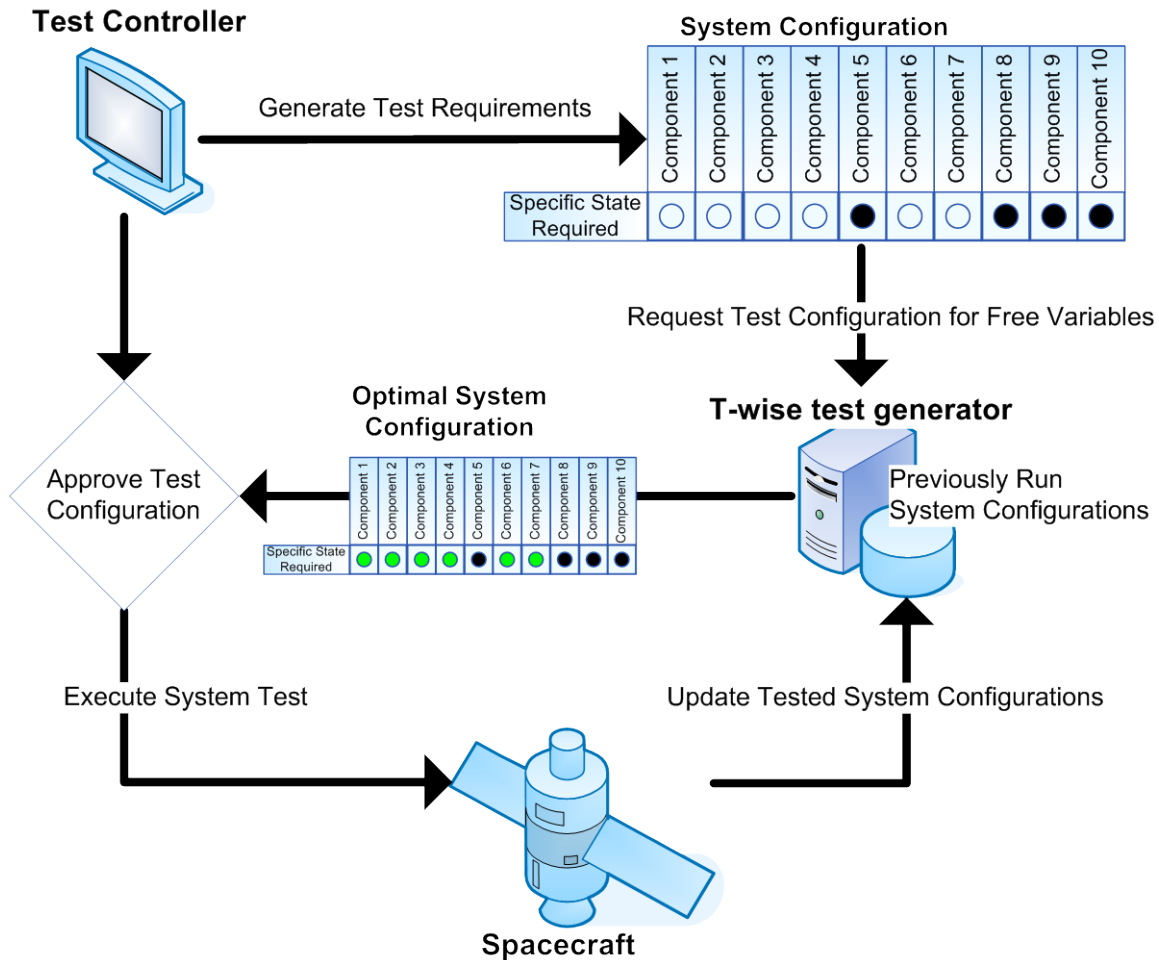 Test Controller
System Configuration
Component 1
Component 2
Component 3
Component 4
Component 5
Component 6
Component 7
Component 8
Component 9
Component 10
Generate Test Requirements
Specific State
Required
Request Test Configuration for Free Variables
T-wise test generator
Previously Run
System Configurations
Optimal System
Configuration
Component 1
Component 2
Component 3
Component 4
Component 5
Component 6
Component 7
Component 8
Component 9
Component 10
Specific State
Required
Approve Test
Configuration
Execute System Test
Update Tested System Configurations
Spacecraft